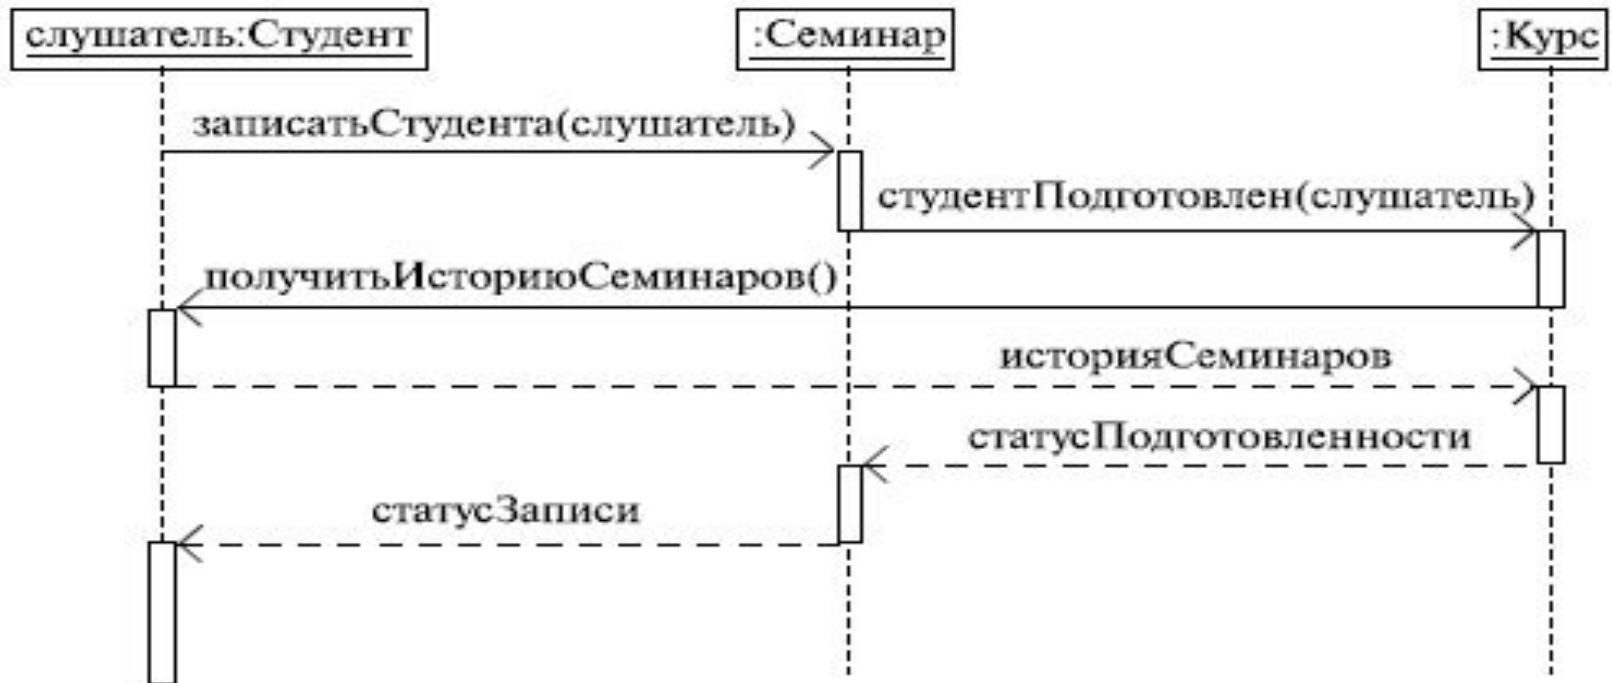 слушатель:Студент
:Семинар
:Курс
записатьСтудента(слушатель)
студентПодготовлен(слушатель)
получитьИсториюСеминаров()
историяСеминаров
статусПодготовленности
статусЗаписи